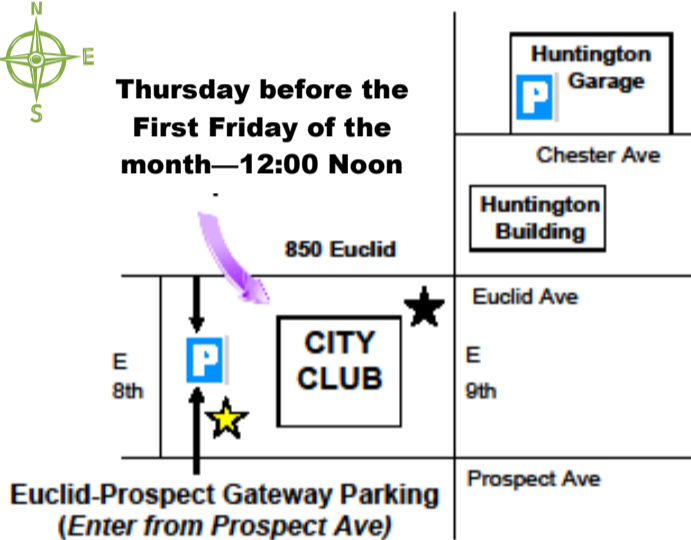 N
E
S
Thursday before the
First Friday of the
month—12:00 Noon
-
Huntington
Garage
P
Chester Ave
Huntington
Building
850 Euclid
Euclid Ave
P
CITY
CLUB
E
8th
E
9th
Prospect Ave
Euclid-Prospect Gateway Parking
(Enter from Prospect Ave)